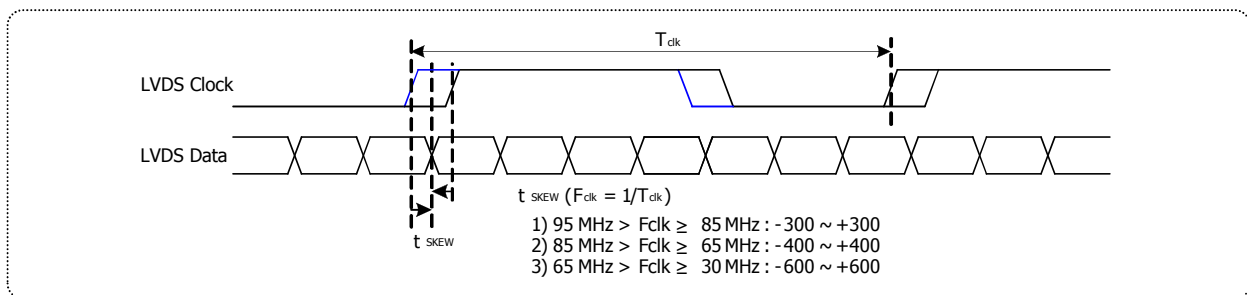 Tclk
LVDS Clock
LVDS Data
t SKEW (Fclk = 1/Tclk)
1) 95 MHz > Fclk ≥ 85 MHz : -300 ~ +300
t SKEW
2) 85 MHz > Fclk ≥ 65 MHz : -400 ~ +400
3) 65 MHz > Fclk ≥ 30 MHz : -600 ~ +600